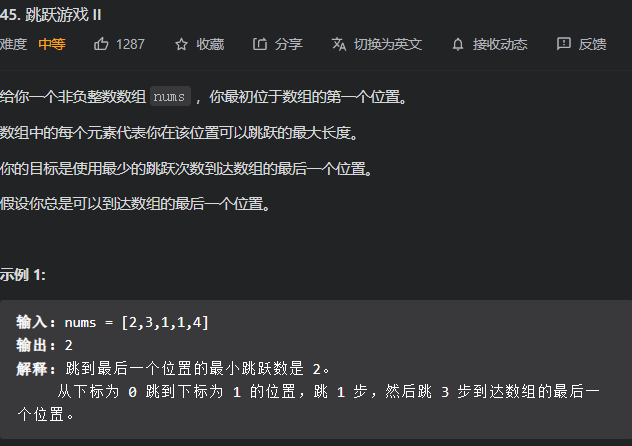 45. 跳跃游戏 II
难度 中等 1287 收藏 分享 切换为英文 接收动态 反馈
给你一个非负整数数组 nums ，你最初位于数组的第一个位置。
数组中的每个元素代表你在该位置可以跳跃的最大长度。
你的目标是使用最少的跳跃次数到达数组的最后一个位置。
假设你总是可以到达数组的最后一个位置。
示例 1:
输入: nums = [2,3,1,1,4]
输出: 2
解释: 跳到最后一个位置的最小跳跃数是 2。
从下标为 0 跳到下标为 1 的位置，跳 1 步，然后跳 3 步到达数组的最后一
个位置。